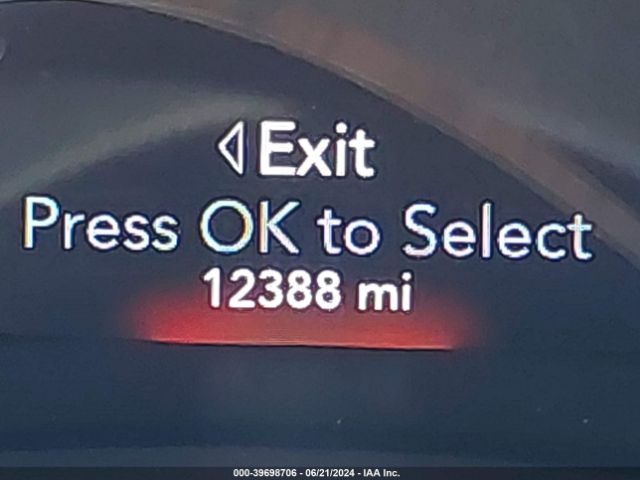 ◁Exit
Press OK to Select
12388 mi
000-39698706 - 06/21/2024 - IAA Inc.